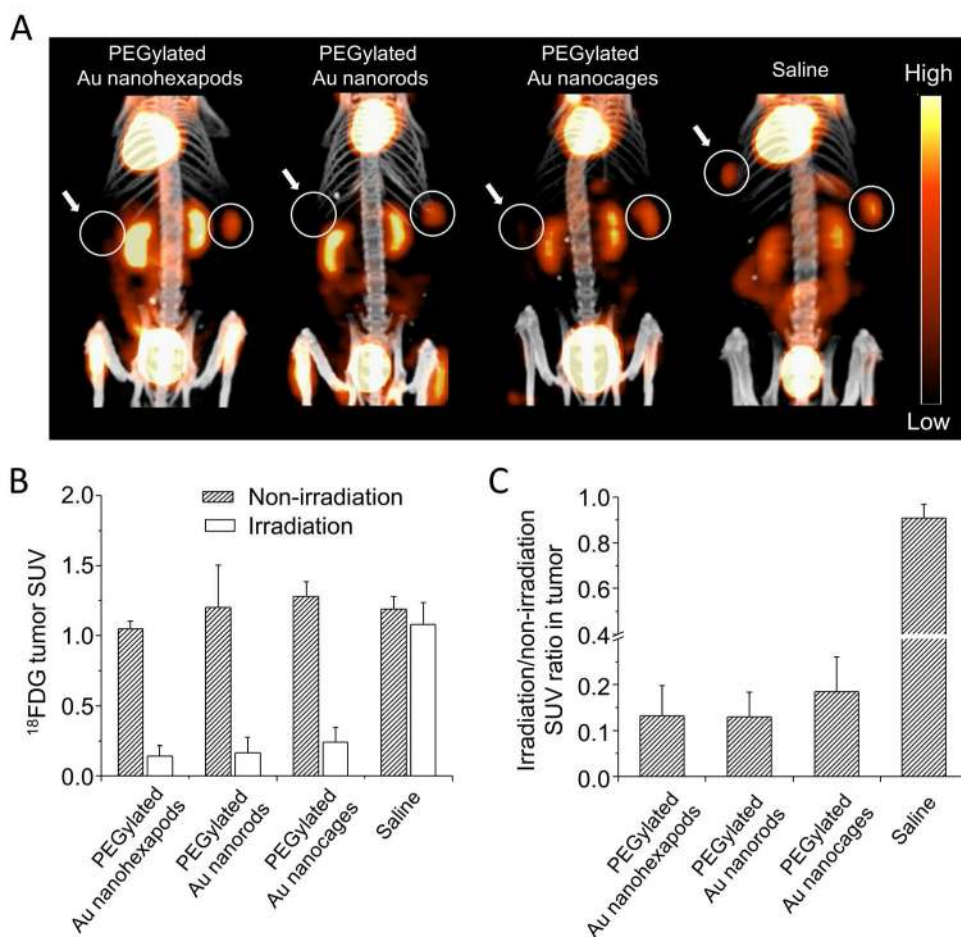 A
PEGylated
Au nanohexapods
PEGylated
Au nanorods
PEGylated
Au nanocages
Saline
High
Low
B
2.0
1.5
1.0
0.5
0.0
¹⁸FDG tumor SUV
Non-irradiation
Irradiation
PEGylated
Au nanohexapods
PEGylated
Au nanorods
PEGylated
Au nanocages
Saline
C
1.0
0.8
0.6
0.4
0.2
0.1
0.0
Irradiation/non-irradiation
SUV ratio in tumor
PEGylated
Au nanohexapods
PEGylated
Au nanorods
PEGylated
Au nanocages
Saline